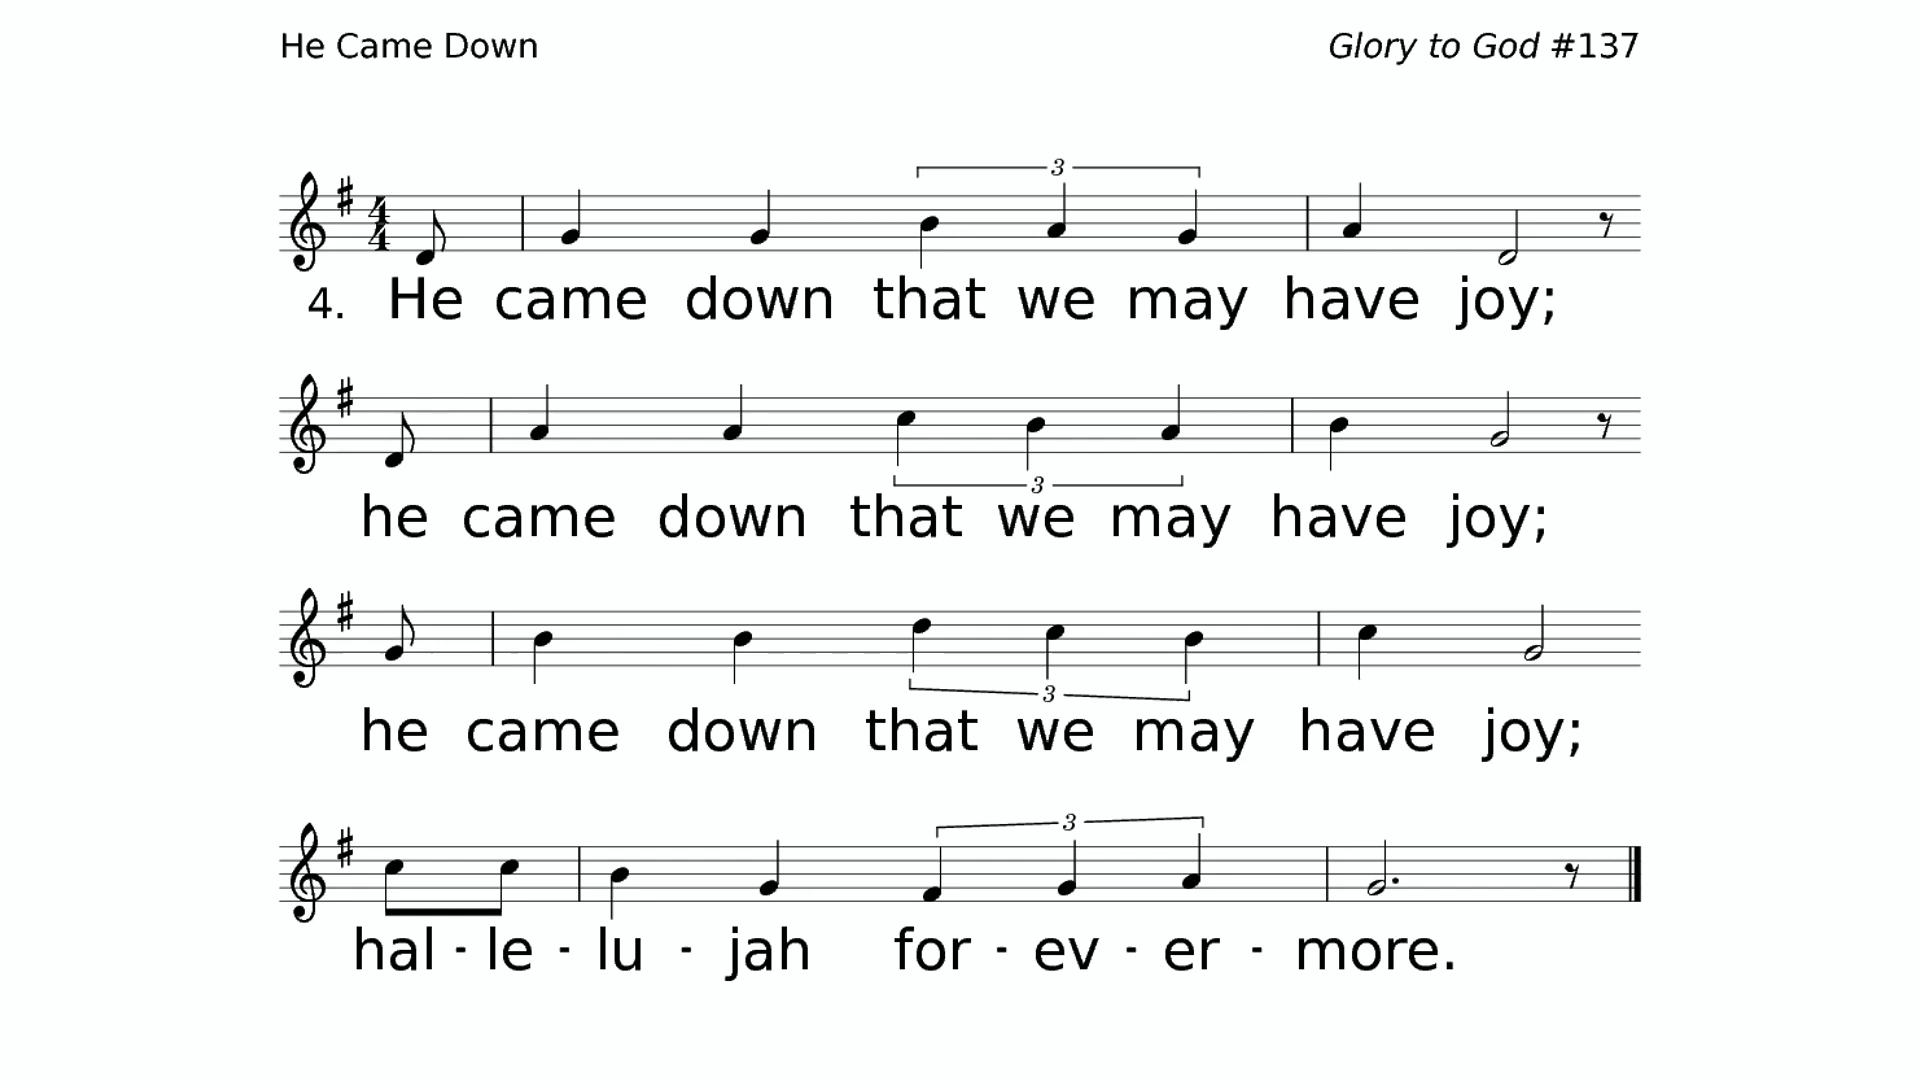 He Came Down
Glory to God #137
3
4. He came down that we may have joy;
he came down that we may have joy;
3
he came down that we may have joy;
3
3
hal - le - lu - jah for - ev - er - more.